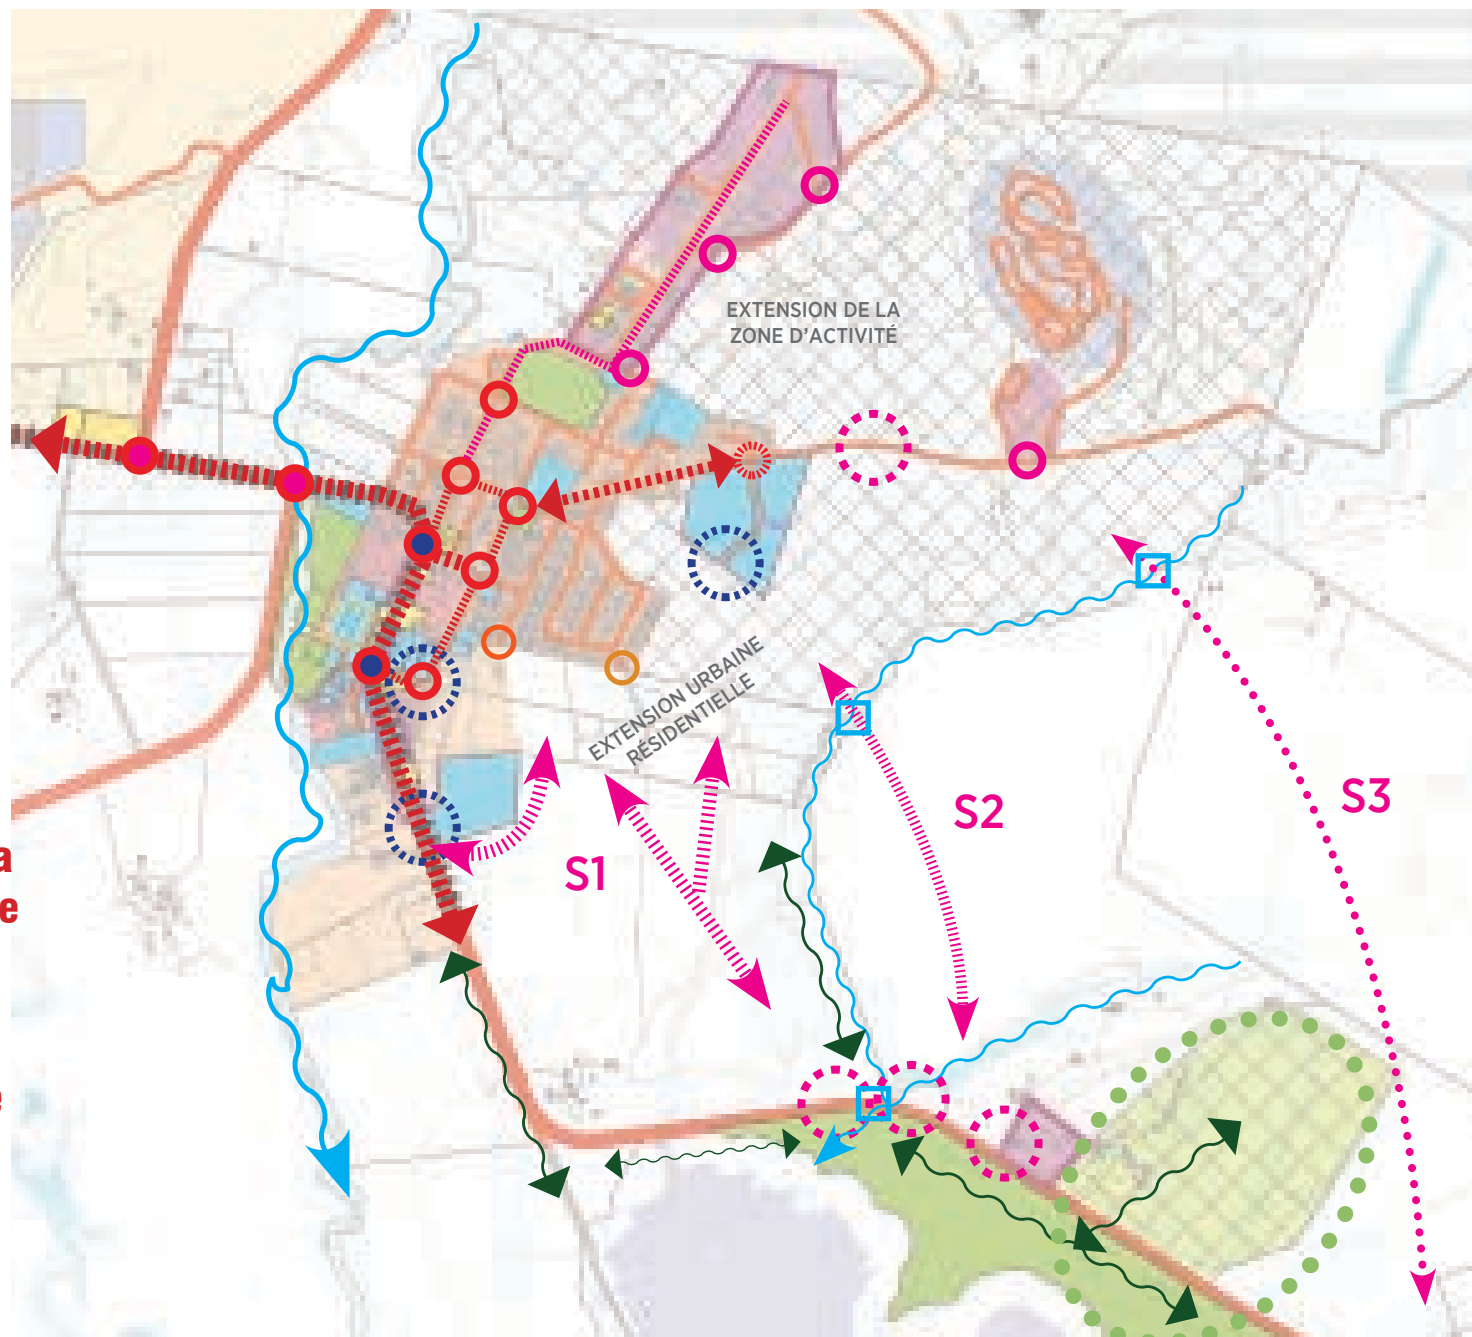 EXTENSION DE LA
ZONE D'ACTIVITÉ
EXTENSION URBAINE
RÉSIDENTIELLE
S3
S2
S1
a
e
e